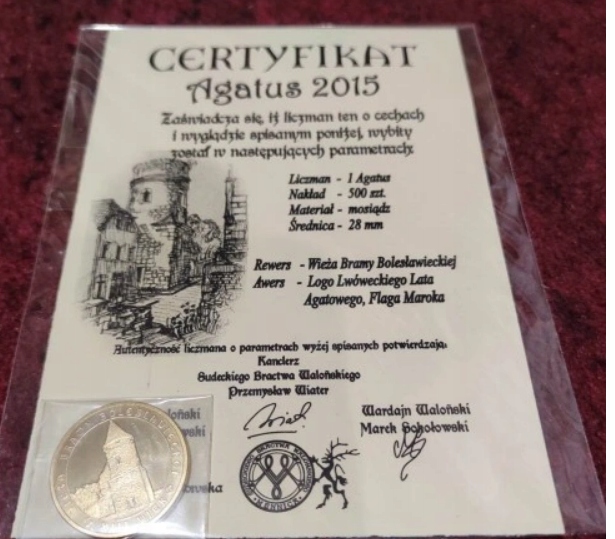 CERTYFIKAT
Agatus 2015
Zaświadcza się, iż liczman ten o cechach
i wyglądzie opisanym poniżej, wybity
został w następujących parametrach:
Liczman - 1 Agatus
Nakład - 500 szt.
Materiał - mosiądz
Średnica - 28 mm
Rewers - Wieża Bramy Bolesławieckiej
Awers - Logo Lwóweckiego Lata
Agatowego, Flaga Maroka
Autentyczność liczmana o parametrach wyżej spisanych potwierdzają:
Kanclerz
Sudeckiego Bractwa Walońskiego
Przemysław Wiater
Wardajn Waloński
Marek Sokołowski
MENNICA